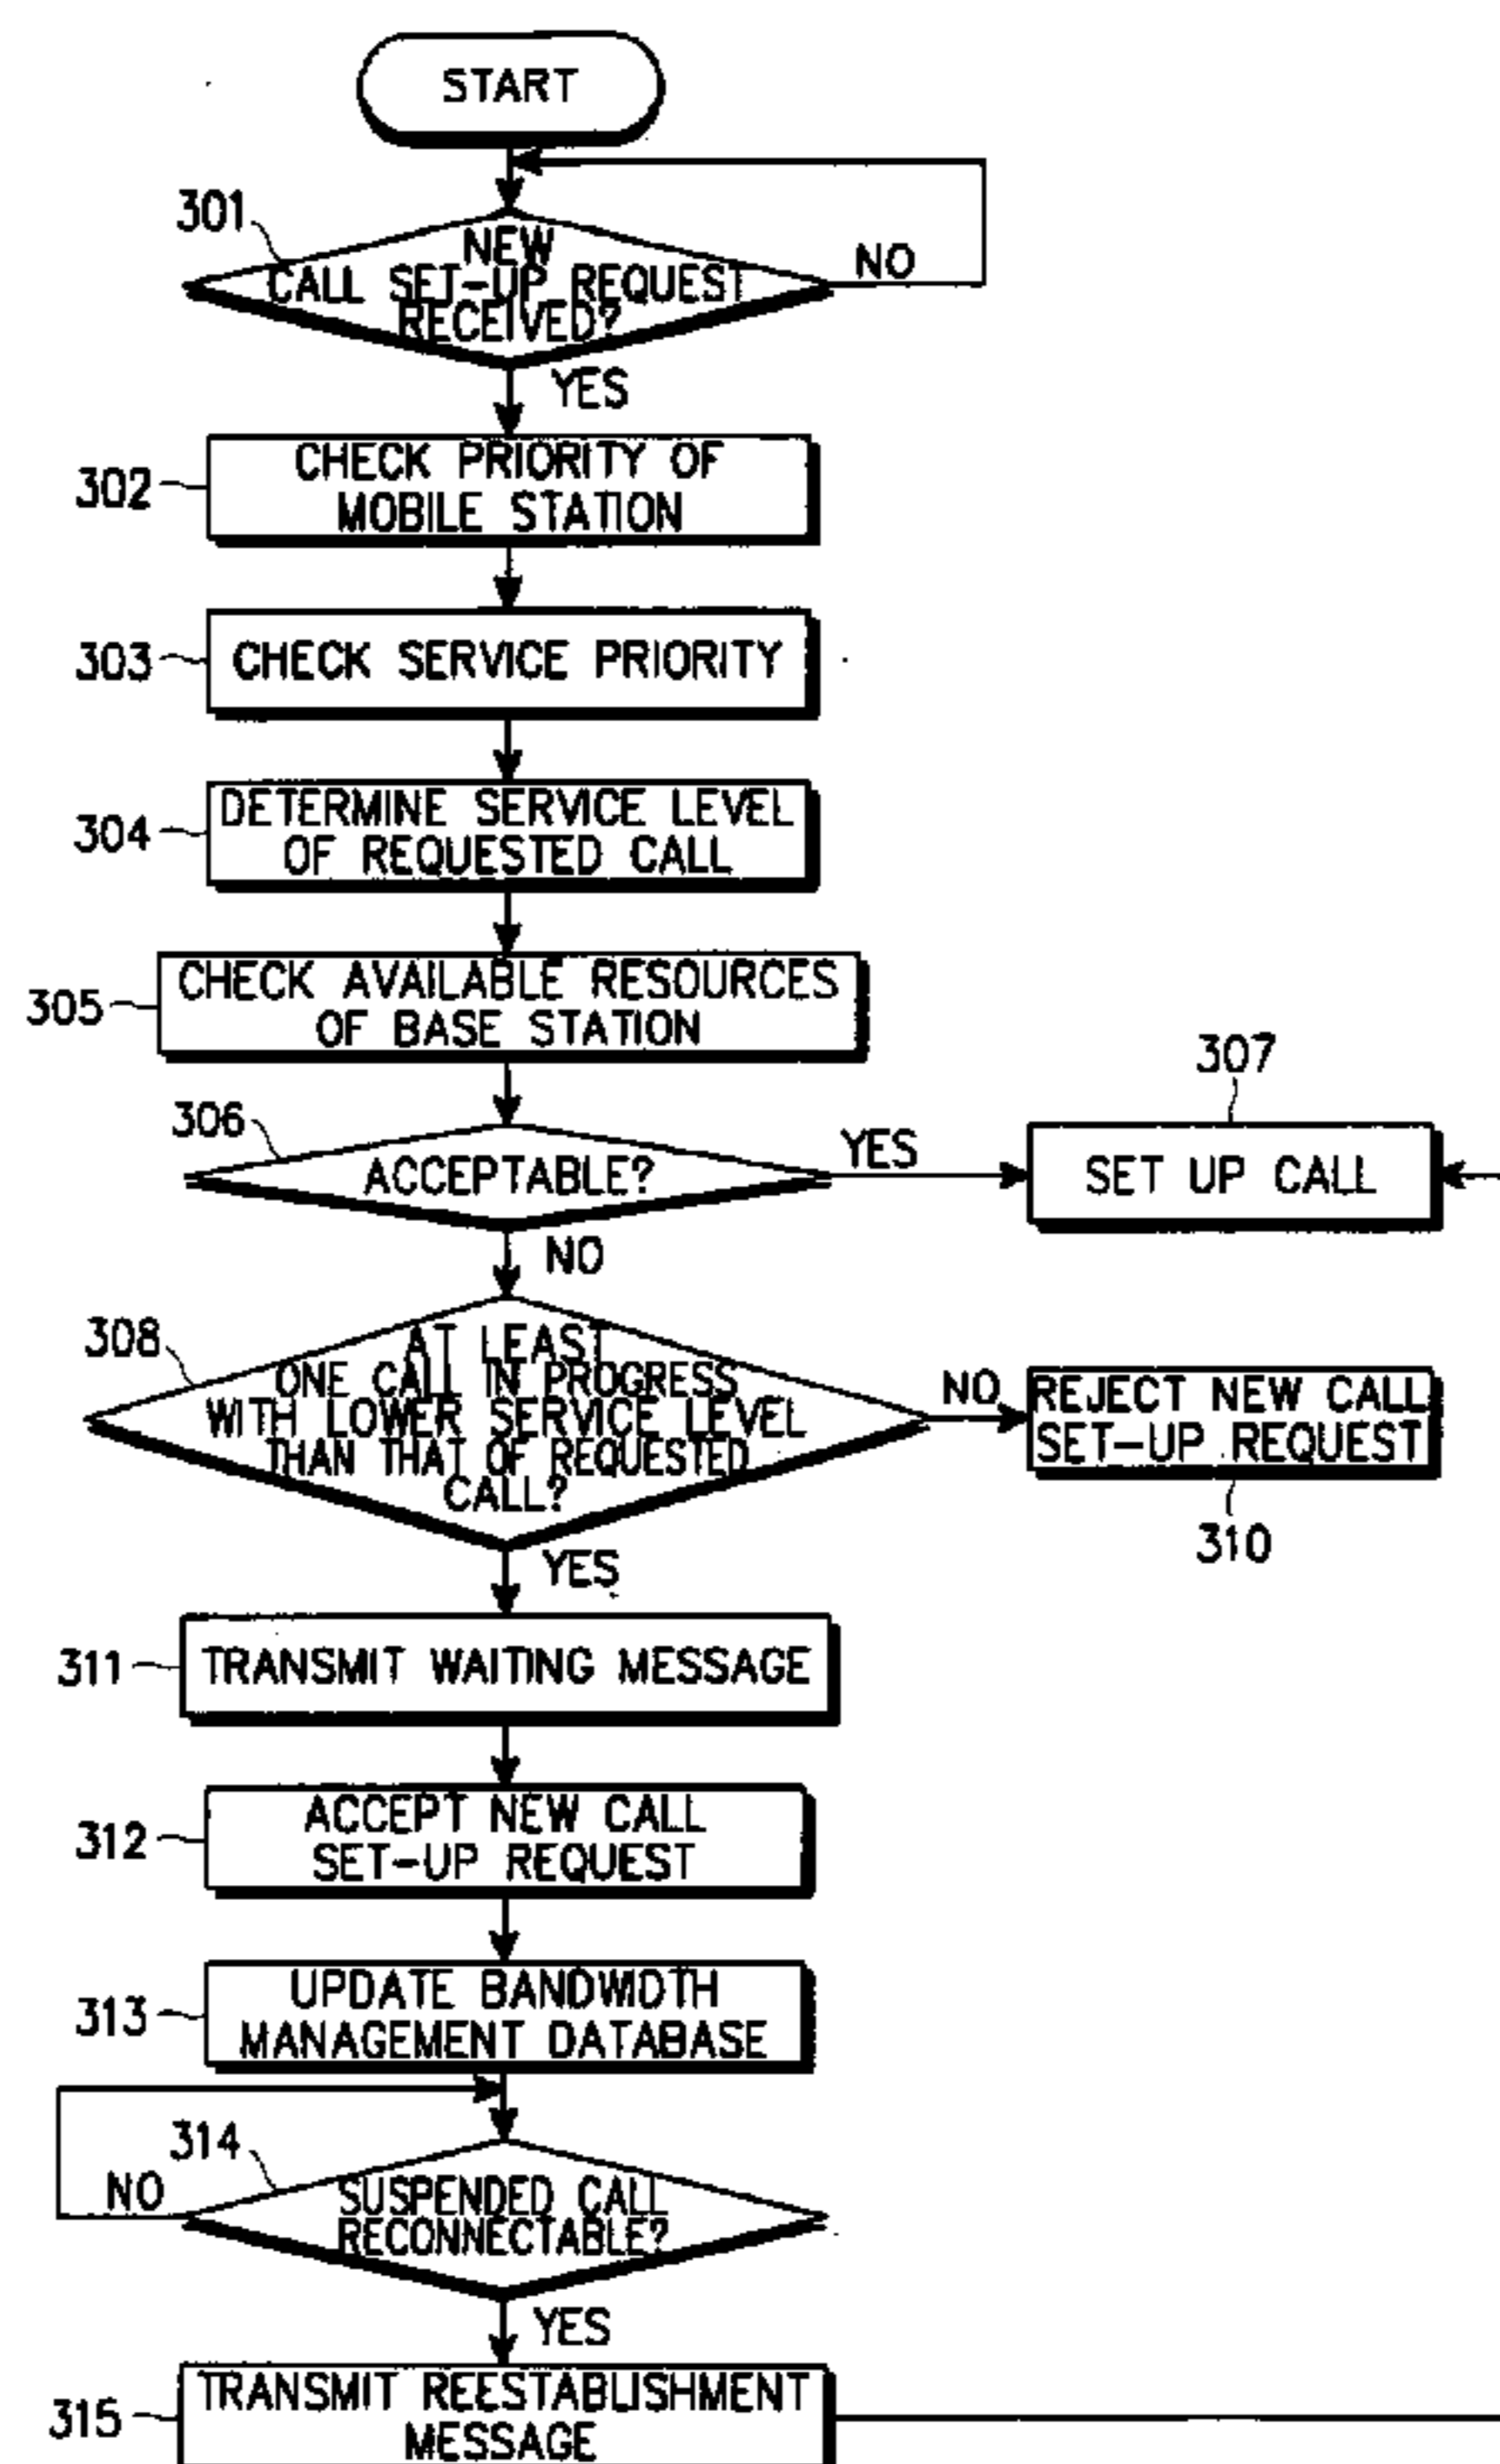 START
301
NEW
CALL SET-UP REQUEST
RECEIVED?
NO
YES
302
CHECK PRIORITY OF
MOBILE STATION
303
CHECK SERVICE PRIORITY
304
DETERMINE SERVICE LEVEL
OF REQUESTED CALL
305
CHECK AVAILABLE RESOURCES
OF BASE STATION
306
ACCEPTABLE?
YES
307
SET UP CALL
NO
308
AT LEAST
ONE CALL IN PROGRESS
WITH LOWER SERVICE LEVEL
THAN THAT OF REQUESTED
CALL?
NO
REJECT NEW CALL
SET-UP REQUEST
310
YES
311
TRANSMIT WAITING MESSAGE
312
ACCEPT NEW CALL
SET-UP REQUEST
313
UPDATE BANDWIDTH
MANAGEMENT DATABASE
314
NO
SUSPENDED CALL
RECONNECTABLE?
YES
315
TRANSMIT REESTABLISHMENT
MESSAGE